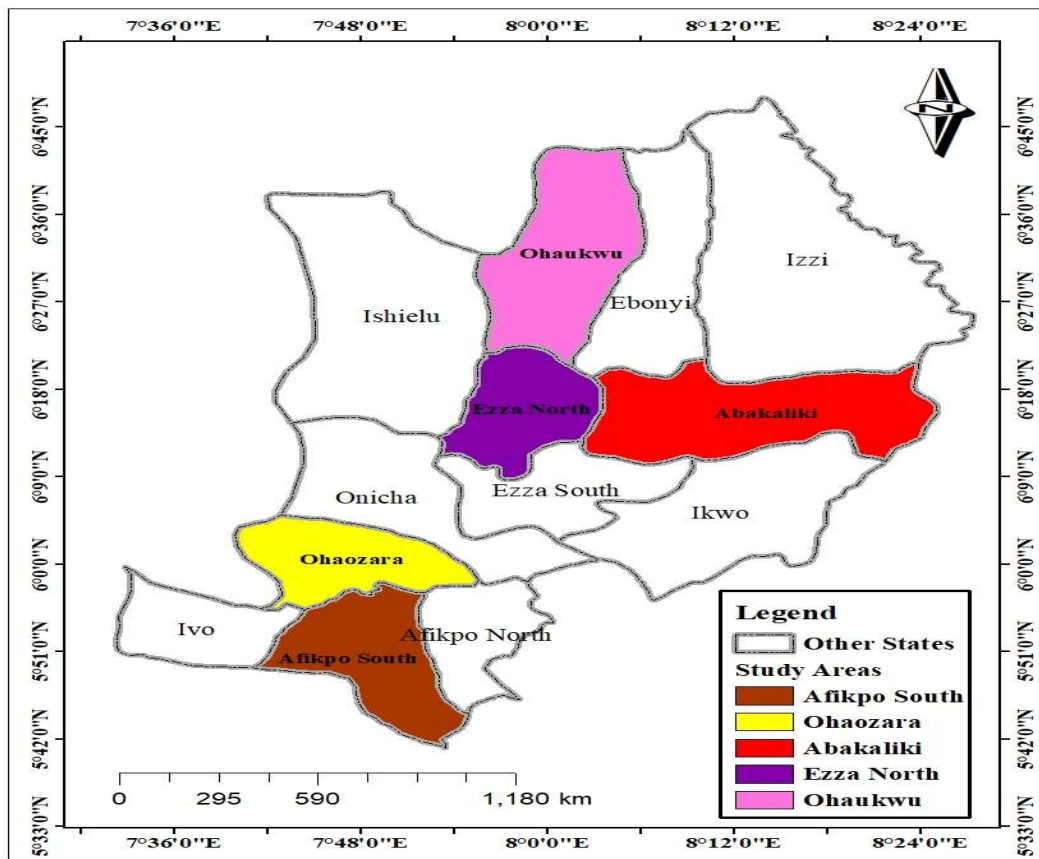 7°36'0"E 7°48'0"E 8°0'0"E 8°12'0"E 8°24'0"E
N
6°45'0"N 6°45'0"N
6°36'0"N 6°36'0"N
Ohaukwu
Izzi
6°27'0"N 6°27'0"N
Ebonyi
Ishielu
6°18'0"N 6°18'0"N
Ezza North
Abakaliki
6°9'0"N 6°9'0"N
Ezza South
Onicha
Ikwo
Ohaozara
6°0'0"N 6°0'0"N
Ivo
Afikpo North
5°51'0"N 5°51'0"N
Afikpo South
5°42'0"N 5°42'0"N
Legend
Other States
Study Areas
Afikpo South
Ohaozara
Abakaliki
Ezza North
Ohaukwu
0 295 590 1,180 km
5°33'0"N 5°33'0"N
7°36'0"E 7°48'0"E 8°0'0"E 8°12'0"E 8°24'0"E